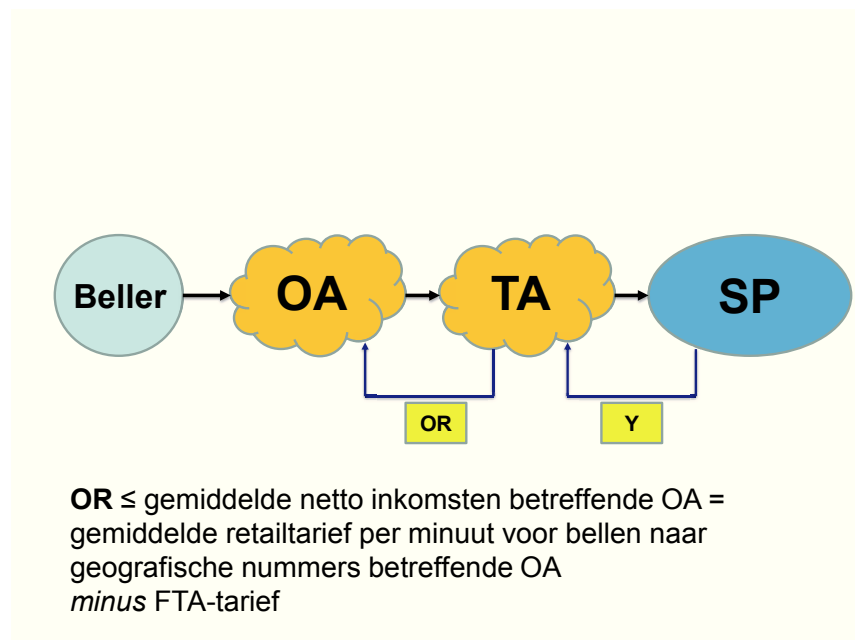 Beller
OA
TA
SP
OR
Y
OR ≤ gemiddelde netto inkomsten betreffende OA =
gemiddelde retailtarief per minuut voor bellen naar
geografische nummers betreffende OA
minus FTA-tarief